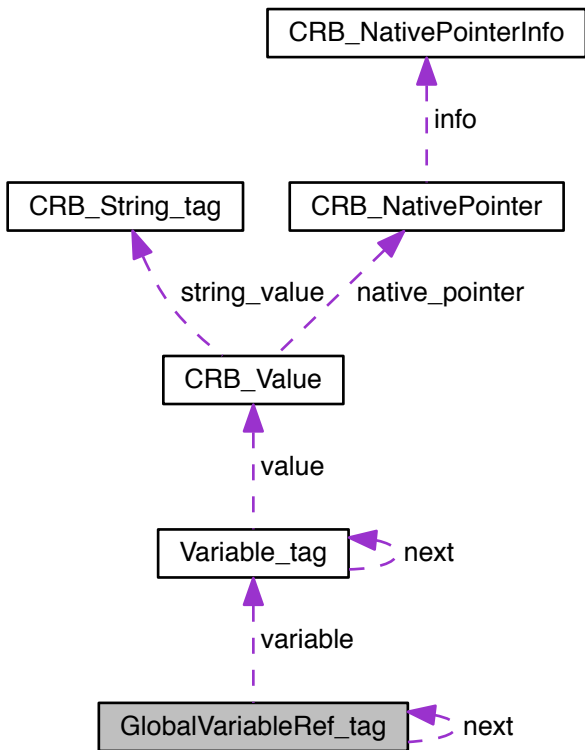 CRB_NativePointerInfo
info
CRB_String_tag
CRB_NativePointer
string_value
native_pointer
CRB_Value
value
Variable_tag
next
variable
GlobalVariableRef_tag
next